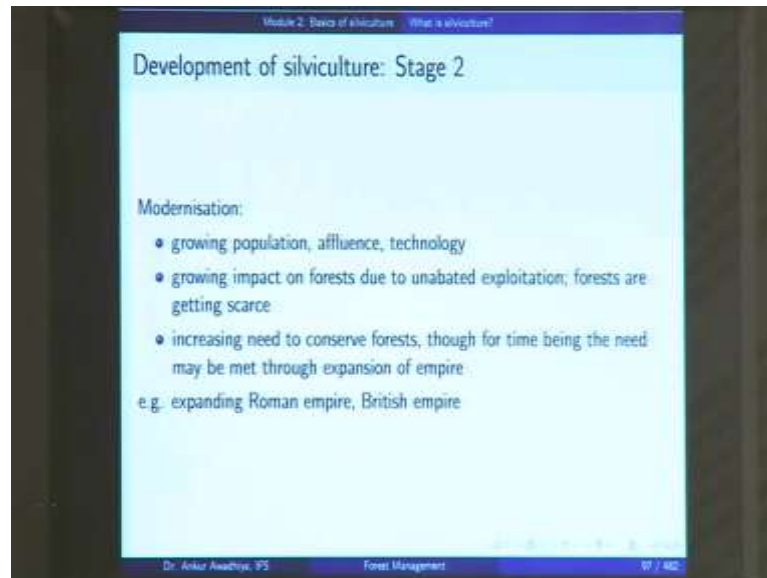 Module 2: Basics of silviculture What is silviculture?
Development of silviculture: Stage 2
Modernisation:
growing population, affluence, technology
growing impact on forests due to unabated exploitation; forests are
getting scarce
increasing need to conserve forests, though for time being the need
may be met through expansion of empire
e.g. expanding Roman empire, British empire
Dr. Ankur Awadhiya, IFS Forest Management 97 / 482